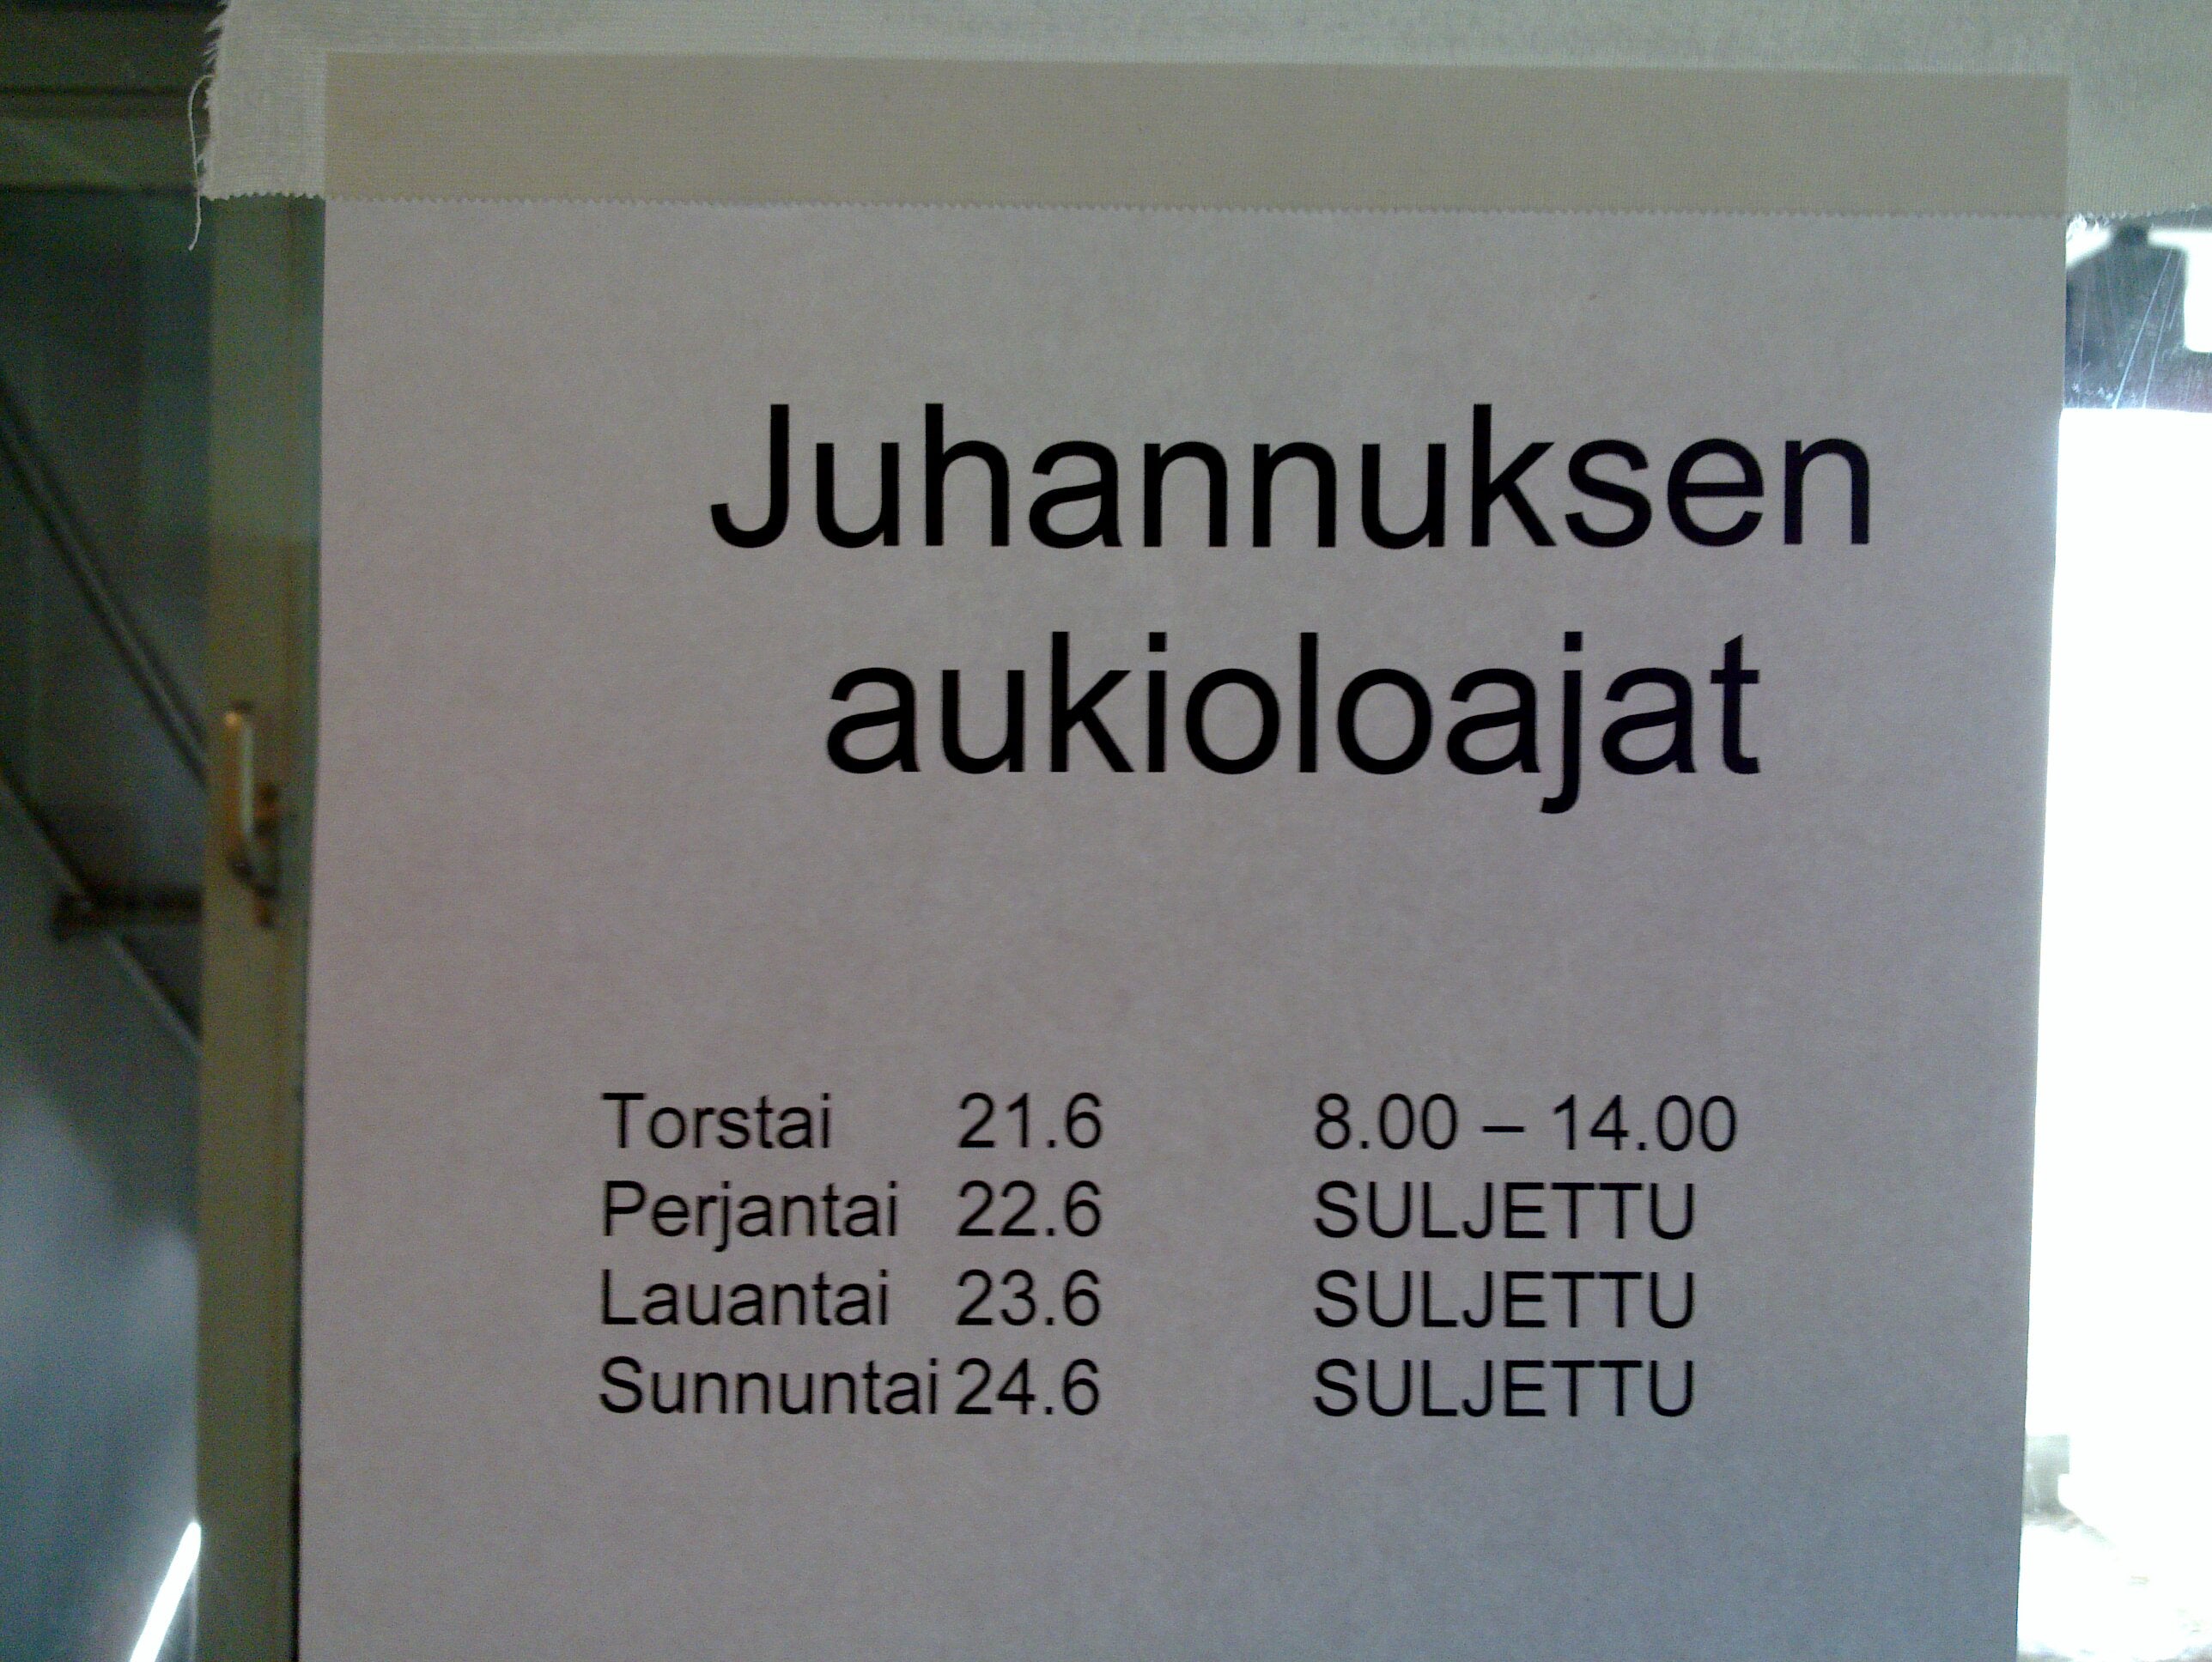 Juhannuksen
aukioloajat
Torstai 21.6 8.00 – 14.00
Perjantai 22.6 SULJETTU
Lauantai 23.6 SULJETTU
Sunnuntai 24.6 SULJETTU